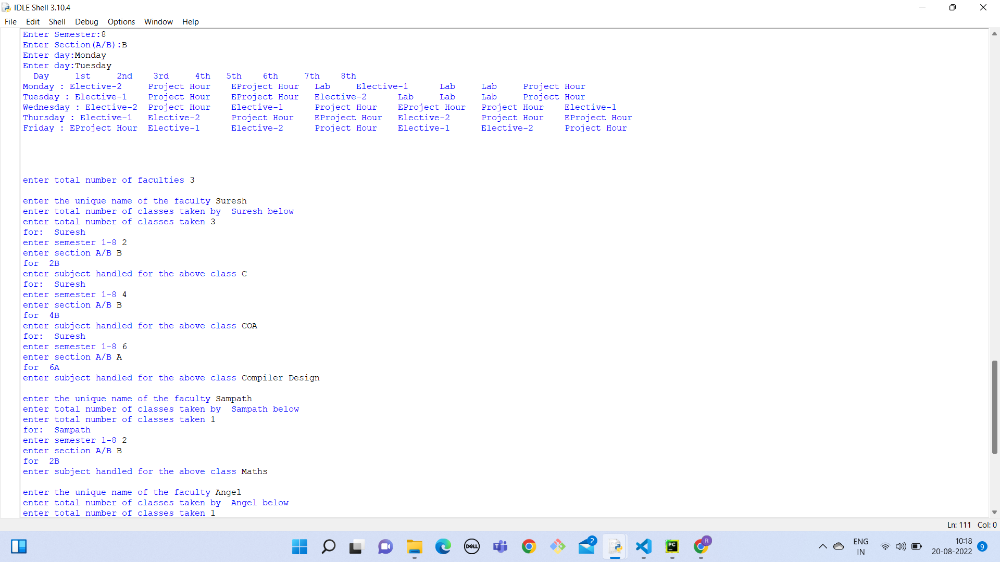 IDLE Shell 3.10.4
File Edit Shell Debug Options Window Help
Enter Semester:8
Enter Section(A/B):B
Enter day:Monday
Enter day:Tuesday
Day 1st 2nd 3rd 4th 5th 6th 7th 8th
Monday : Elective-2 Project Hour EProject Hour Lab Elective-1 Lab Lab Project Hour
Tuesday : Elective-1 Project Hour EProject Hour Elective-2 Lab Lab Lab Project Hour
Wednesday : Elective-2 Project Hour Elective-1 Project Hour EProject Hour Project Hour Elective-1
Thursday : Elective-1 Elective-2 Project Hour EProject Hour Elective-2 Project Hour EProject Hour
Friday : EProject Hour Elective-1 Elective-2 Project Hour Elective-1 Elective-2 Project Hour
enter total number of faculties 3
enter the unique name of the faculty Suresh
enter total number of classes taken by  Suresh below
enter total number of classes taken 3
for:  Suresh
enter semester 1-8 2
enter section A/B B
for  2B
enter subject handled for the above class C
for:  Suresh
enter semester 1-8 4
enter section A/B B
for  4B
enter subject handled for the above class COA
for:  Suresh
enter semester 1-8 6
enter section A/B A
for  6A
enter subject handled for the above class Compiler Design
enter the unique name of the faculty Sampath
enter total number of classes taken by  Sampath below
enter total number of classes taken 1
for:  Sampath
enter semester 1-8 2
enter section A/B B
for  2B
enter subject handled for the above class Maths
enter the unique name of the faculty Angel
enter total number of classes taken by  Angel below
enter total number of classes taken 1
Ln: 111 Col: 0
DELL
2
PC
R
ENG
IN
10:18
20-08-2022
9